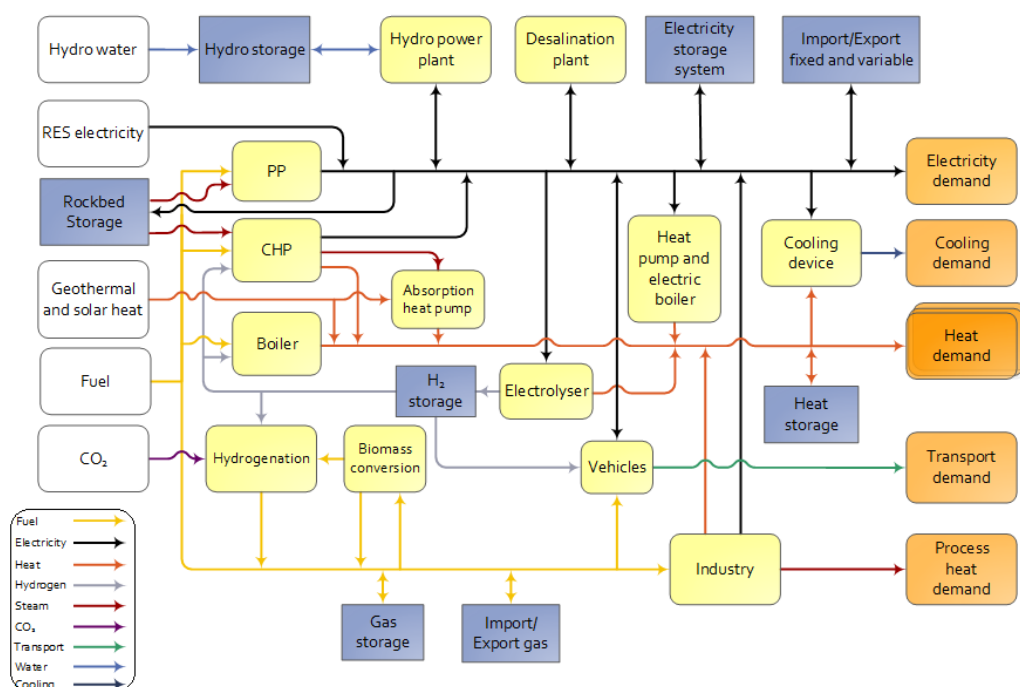 Hydro water
Hydro storage
Hydro power
plant
Desalination
plant
Electricity
storage
system
Import/Export
fixed and variable
RES electricity
PP
Electricity
demand
Rockbed
Storage
CHP
Heat
pump and
electric
boiler
Cooling
device
Cooling
demand
Geothermal
and solar heat
Absorption
heat pump
Boiler
Heat
demand
Fuel
H₂
storage
Electrolyser
Heat
storage
CO₂
Hydrogenation
Biomass
conversion
Vehicles
Transport
demand
Industry
Process
heat
demand
Gas
storage
Import/
Export gas
Fuel
Electricity
Heat
Hydrogen
Steam
CO₂
Transport
Water
Cooling